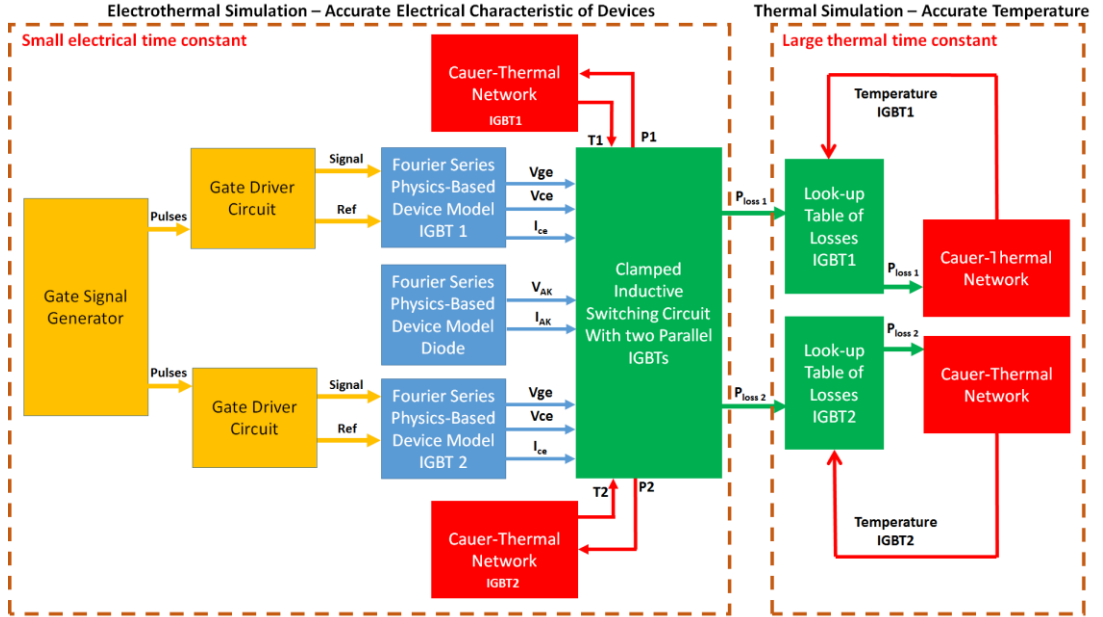 Electrothermal Simulation – Accurate Electrical Characteristic of Devices
Small electrical time constant
Cauer-Thermal
Network
IGBT1
T1
P1
Gate Signal
Generator
Pulses
Gate Driver
Circuit
Signal
Ref
Fourier Series
Physics-Based
Device Model
IGBT 1
Vge
Vce
Ice
Fourier Series
Physics-Based
Device Model
Diode
VAK
IAK
Clamped
Inductive
Switching Circuit
With two Parallel
IGBTs
Pulses
Gate Driver
Circuit
Signal
Ref
Fourier Series
Physics-Based
Device Model
IGBT 2
Vge
Vce
Ice
T2
P2
Cauer-Thermal
Network
IGBT2
Ploss 1
Ploss 2
Thermal Simulation – Accurate Temperature
Large thermal time constant
Temperature
IGBT1
Look-up
Table of
Losses
IGBT1
Ploss 1
Cauer-Thermal
Network
Look-up
Table of
Losses
IGBT2
Ploss 2
Cauer-Thermal
Network
Temperature
IGBT2